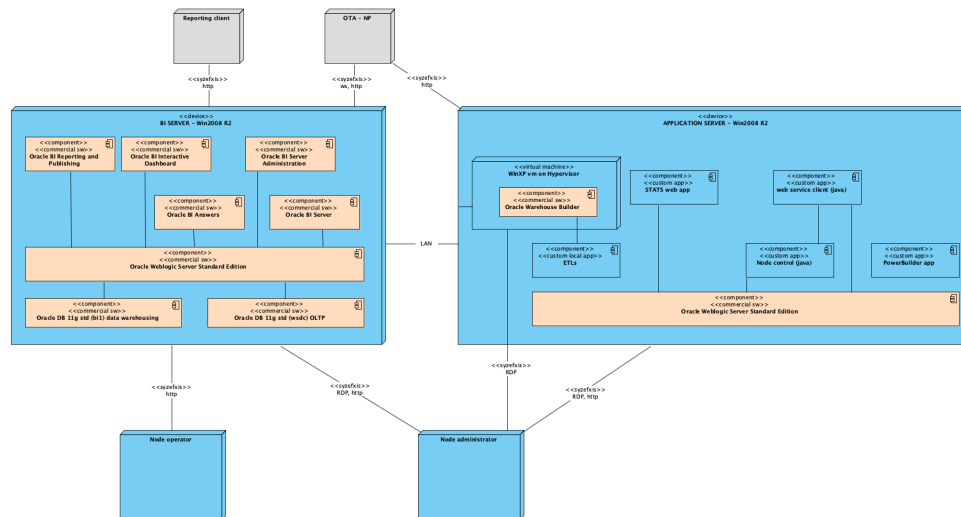 Reporting client
OTA - NP
<<syzefxis>>
http
<<syzefxis>>
ws, http
<<syzefxis>>
http
<<device>>
BI SERVER - Win2008 R2
<<component>>
<<commercial sw>>
Oracle BI Reporting and
Publishing
<<component>>
<<commercial sw>>
Oracle BI Interactive
Dashboard
<<component>>
<<commercial sw>>
Oracle BI Server
Administration
<<component>>
<<commercial sw>>
Oracle BI Answers
<<component>>
<<commercial sw>>
Oracle BI Server
<<component>>
<<commercial sw>>
Oracle Weblogic Server Standard Edition
<<component>>
<<commercial sw>>
Oracle DB 11g std (bi1) data warehousing
<<component>>
<<commercial sw>>
Oracle DB 11g std (wsdc) OLTP
LAN
<<device>>
APPLICATION SERVER - Win2008 R2
<<virtual machine>>
WinXP vm on Hypervisor
<<component>>
<<commercial sw>>
Oracle Warehouse Builder
<<component>>
<<custom app>>
STATS web app
<<component>>
<<custom app>>
web service client (java)
<<component>>
<<custom local app>>
ETLs
<<component>>
<<custom app>>
Node control (java)
<<component>>
<<custom app>>
PowerBuilder app
<<component>>
<<commercial sw>>
Oracle Weblogic Server Standard Edition
<<syzefxis>>
http
<<syzefxis>>
RDP, http
<<syzefxis>>
RDP
<<syzefxis>>
RDP, http
Node operator
Node administrator